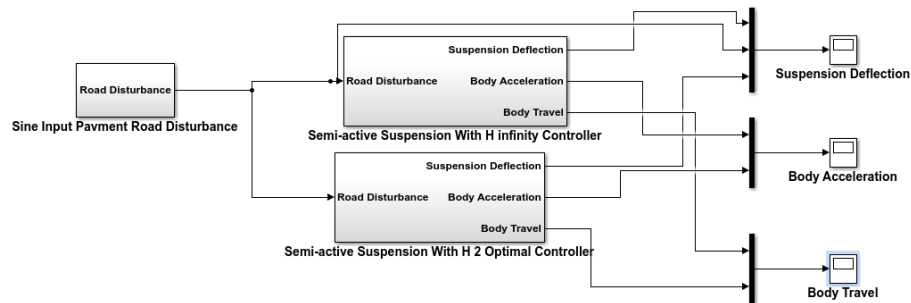 Road Disturbance
Sine Input Pavment Road Disturbance
Suspension Deflection
Road Disturbance
Body Acceleration
Body Travel
Semi-active Suspension With H infinity Controller
Suspension Deflection
Road Disturbance
Body Acceleration
Body Travel
Semi-active Suspension With H 2 Optimal Controller
Suspension Deflection
Body Acceleration
Body Travel